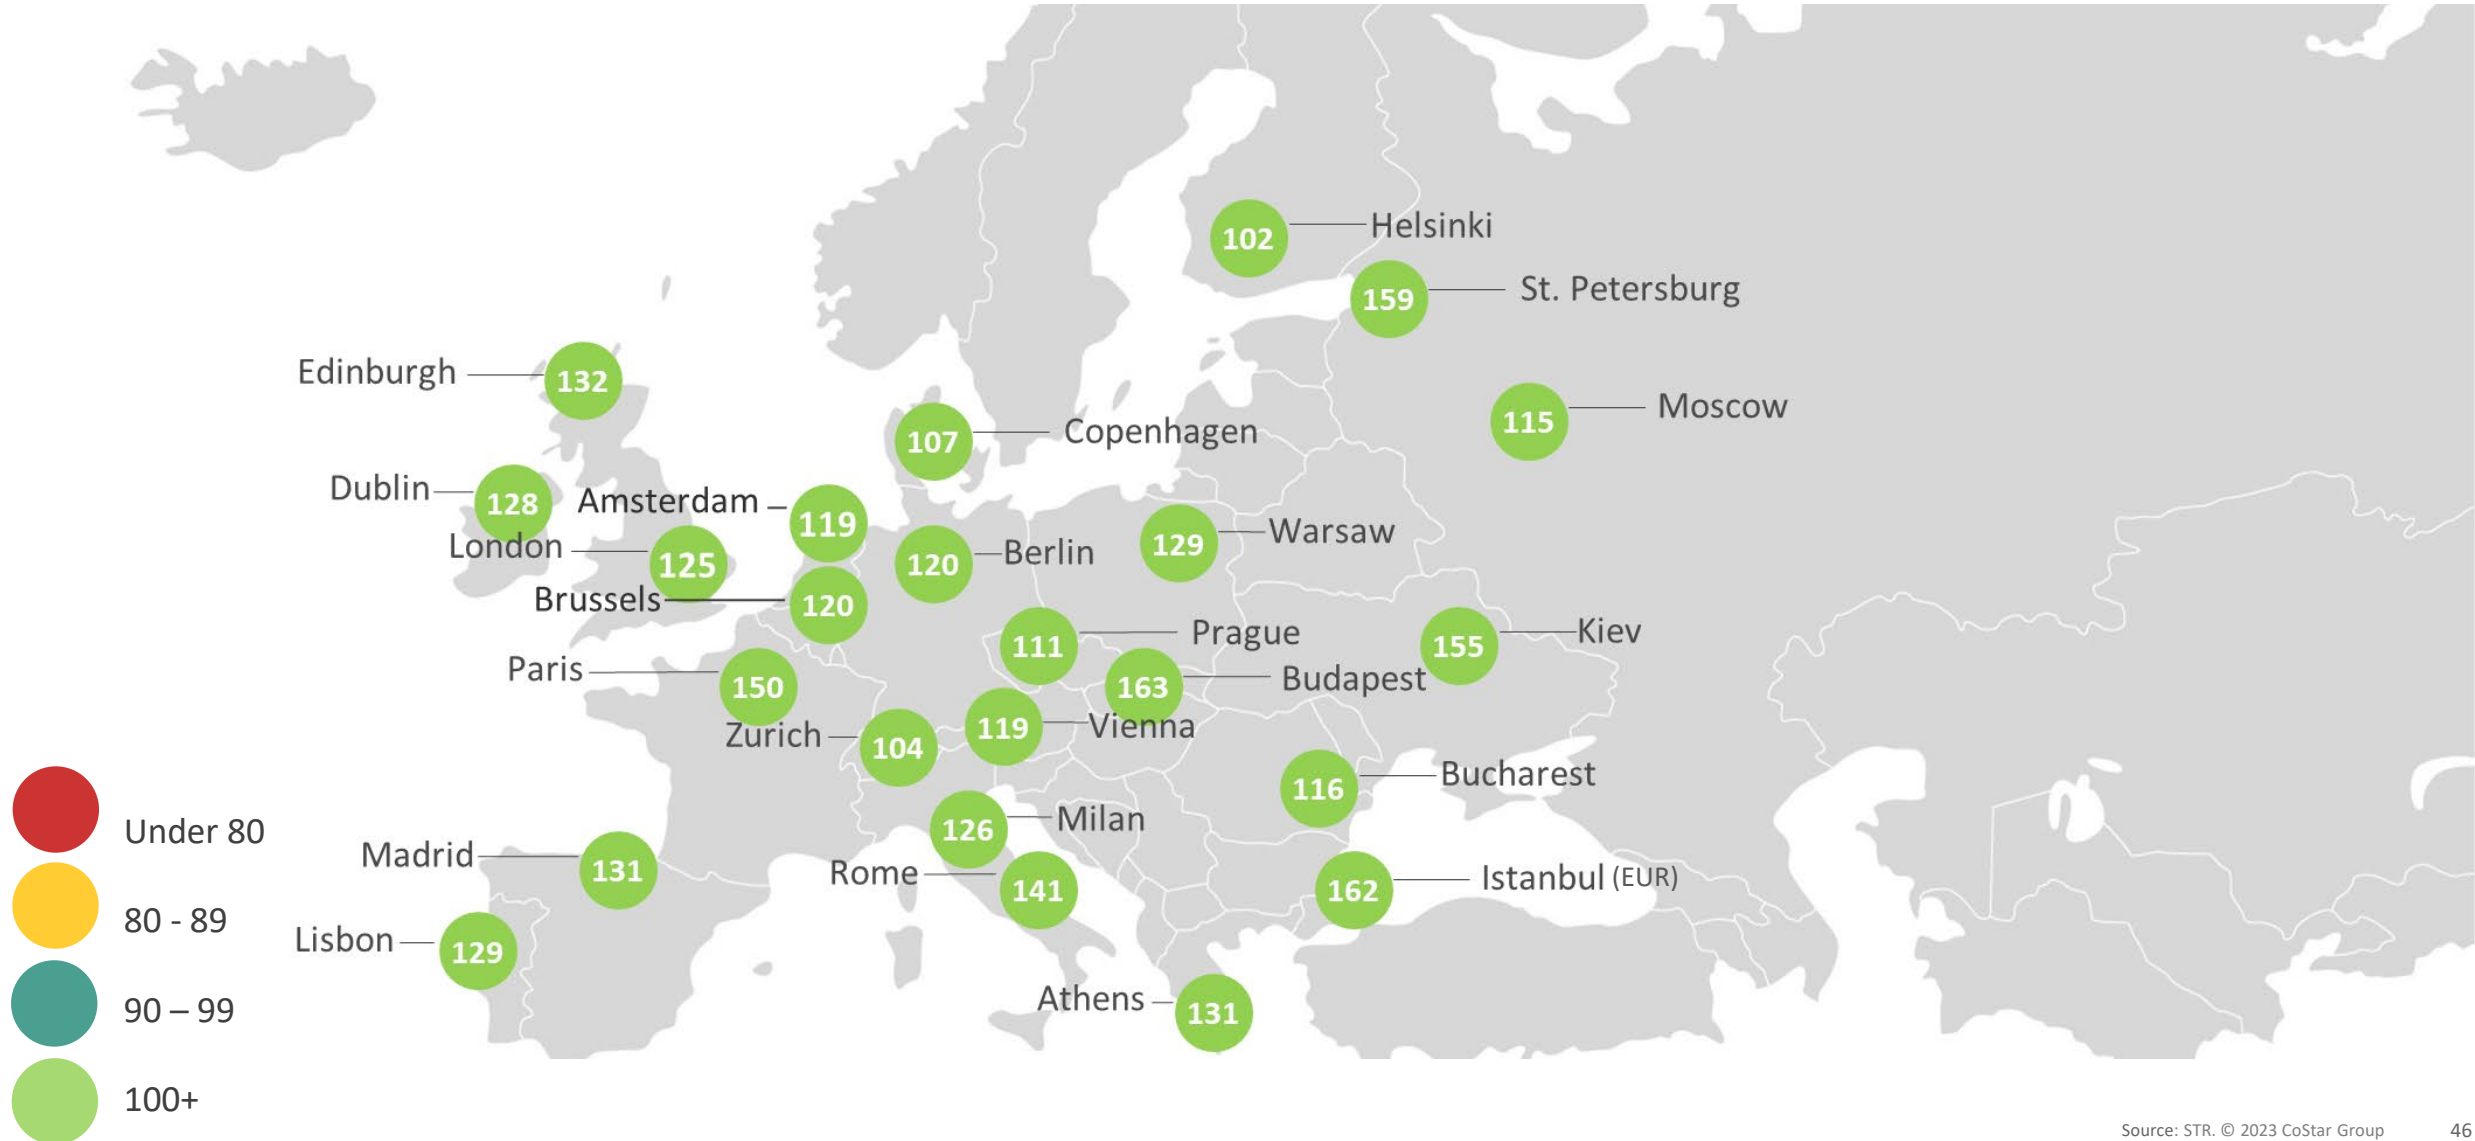 102 Helsinki
159 St. Petersburg
Edinburgh 132
115 Moscow
107 Copenhagen
Dublin 128
Amsterdam 119
129 Warsaw
London 125
120 Berlin
Brussels 120
111 Prague
155 Kiev
Paris 150
163 Budapest
Zurich 104
119 Vienna
116 Bucharest
126 Milan
Under 80
Madrid 131
Rome 141
162 Istanbul (EUR)
80 - 89
Lisbon 129
Athens 131
90 – 99
100+
Source: STR. © 2023 CoStar Group 46